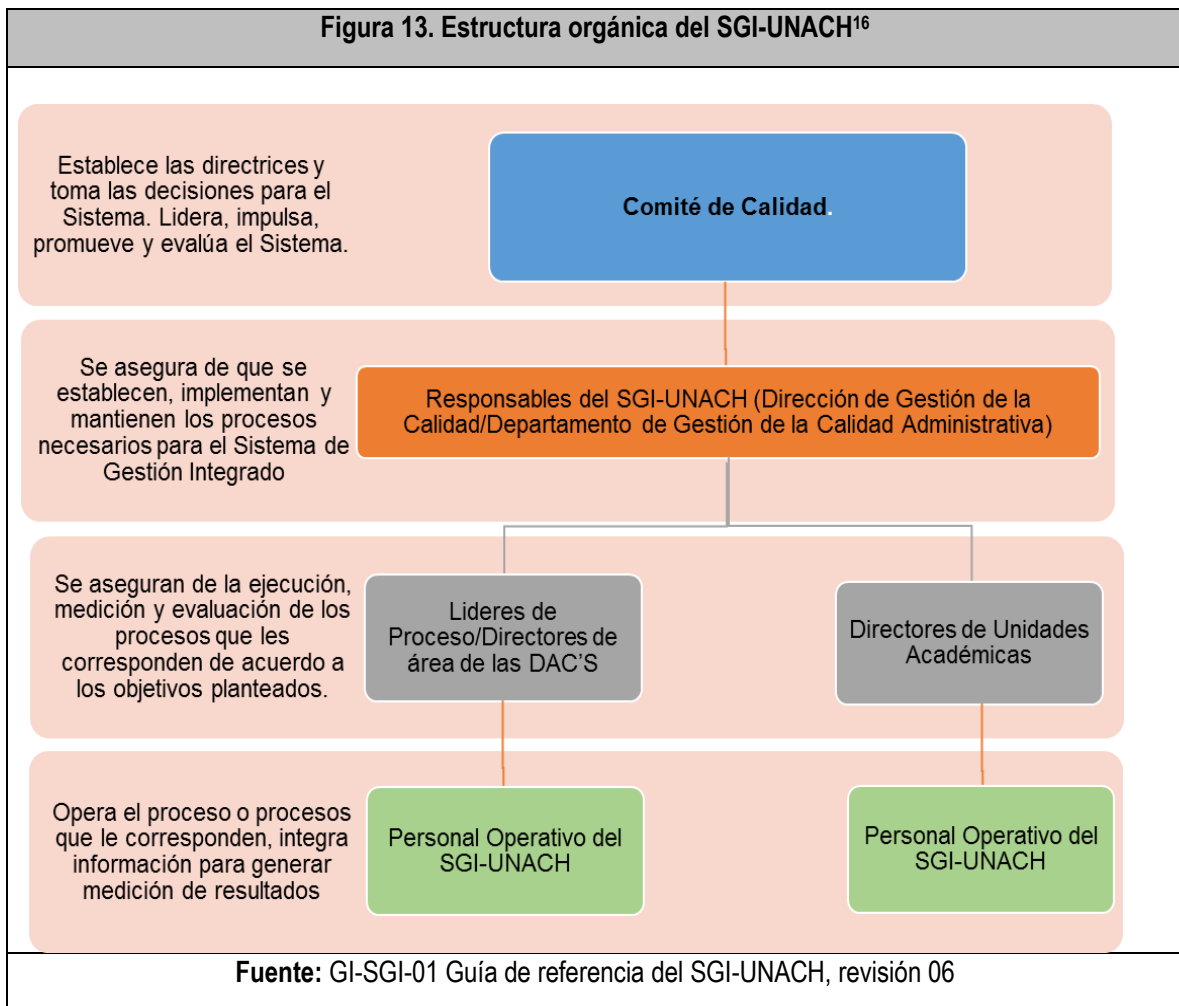 Figura 13. Estructura orgánica del SGI-UNACH¹⁶
Establece las directrices y
toma las decisiones para el
Sistema. Lidera, impulsa,
promueve y evalúa el Sistema.
Comité de Calidad.
Se asegura de que se
establecen, implementan y
mantienen los procesos
necesarios para el Sistema de
Gestión Integrado
Responsables del SGI-UNACH (Dirección de Gestión de la
Calidad/Departamento de Gestión de la Calidad Administrativa)
Se aseguran de la ejecución,
medición y evaluación de los
procesos que les
corresponden de acuerdo a
los objetivos planteados.
Lideres de
Proceso/Directores de
área de las DAC'S
Directores de Unidades
Académicas
Opera el proceso o procesos
que le corresponden, integra
información para generar
medición de resultados
Personal Operativo del
SGI-UNACH
Personal Operativo del
SGI-UNACH
Fuente: GI-SGI-01 Guía de referencia del SGI-UNACH, revisión 06